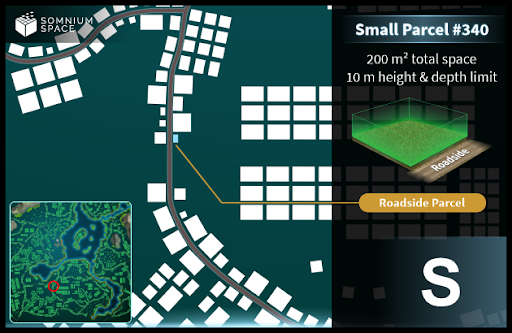 SOMNIUM
SPACE
Small Parcel #340
200 m² total space
10 m height & depth limit
Roadside
Roadside Parcel
S